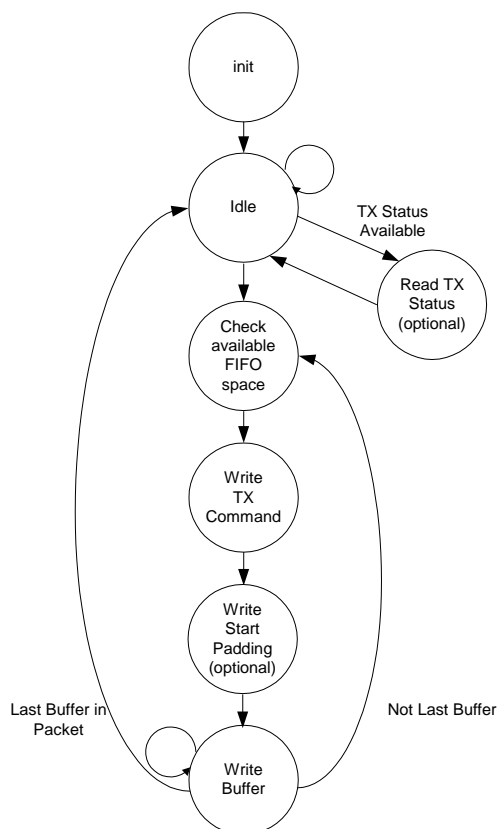 init
Idle
TX Status
Available
Read TX
Status
(optional)
Check
available
FIFO
space
Write
TX
Command
Write
Start
Padding
(optional)
Last Buffer in
Packet
Not Last Buffer
Write
Buffer